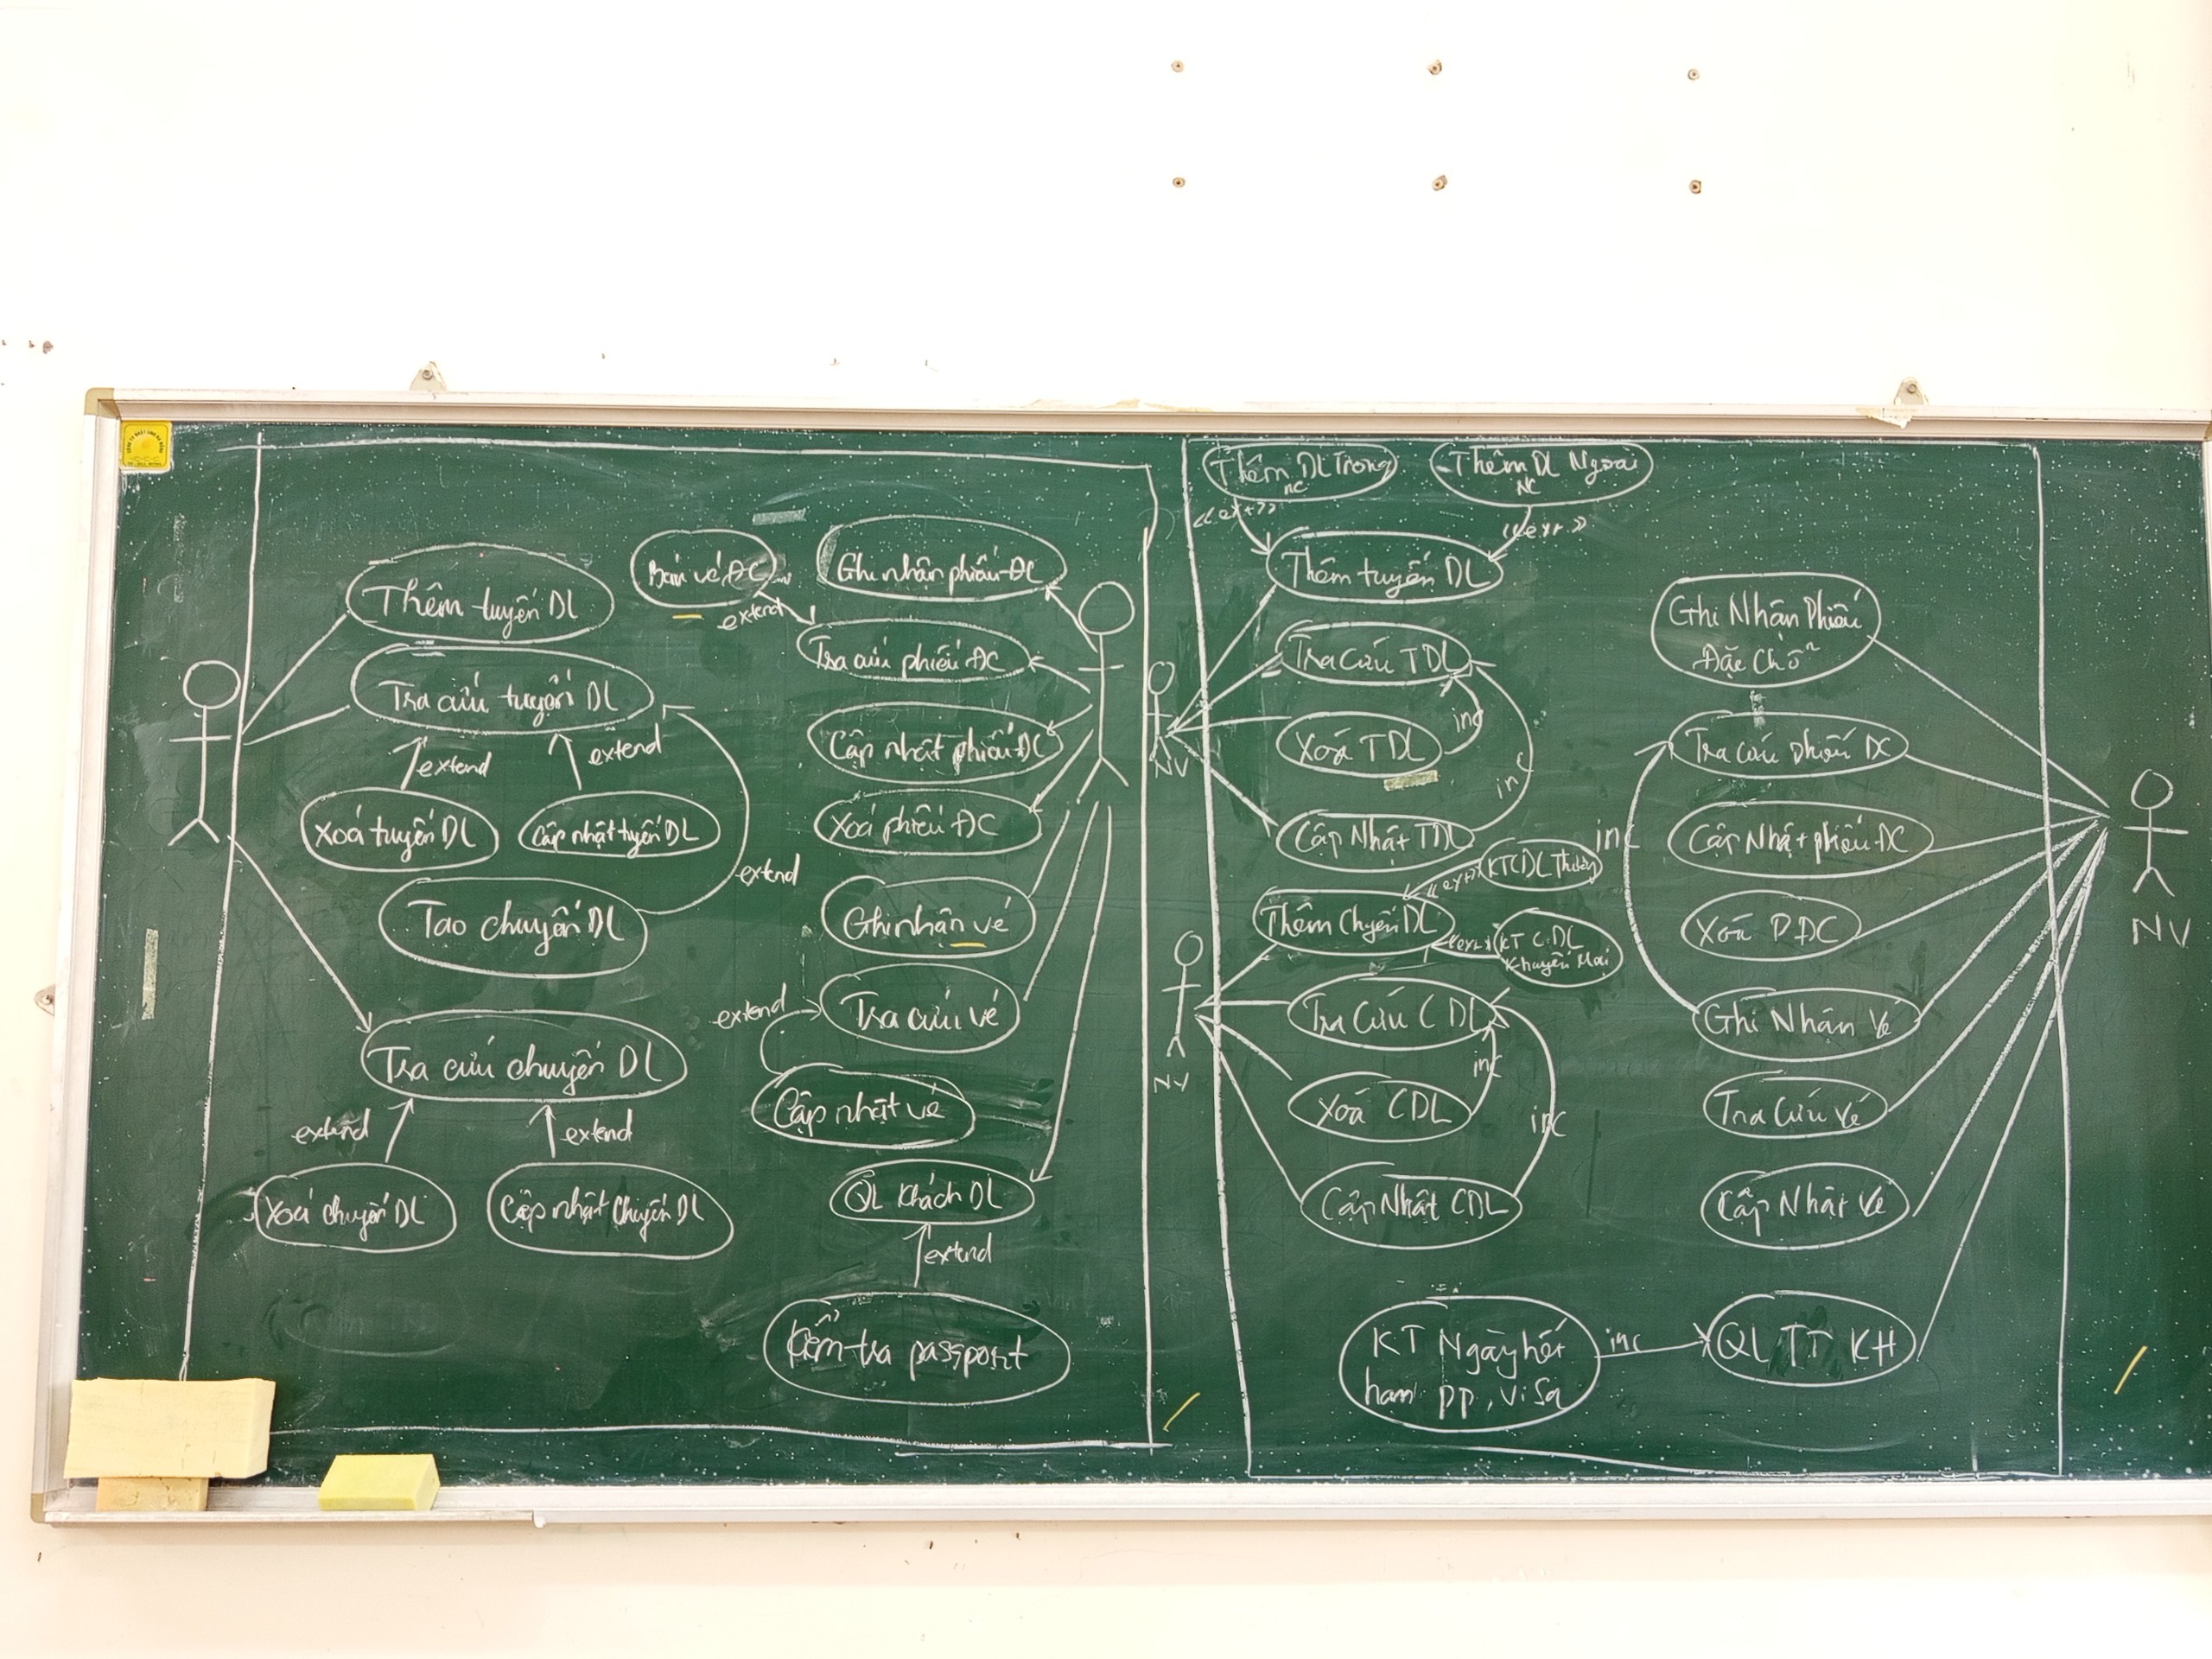 Thêm tuyến DL
Tra cứu tuyến DL
extend
extend
Xoá tuyến DL
Cập nhật tuyến DL
extend
Tạo chuyến DL
Tra cứu chuyến DL
extend
extend
Xoá chuyến DL
Cập nhật chuyến DL
Bán vé ĐC
extend
Ghi nhận phiếu ĐC
Tra cứu phiếu ĐC
Cập nhật phiếu ĐC
Xoá phiếu ĐC
Ghi nhận vé
Tra cứu vé
extend
Cập nhật vé
QL khách DL
extend
Kiểm tra passport
Thêm DL Trong
NC
Thêm DL Ngoài
NC
<<ext>>
<<ext>>
Thêm tuyến DL
Tra Cứu TDL
inc
Xoá TDL
inc
Cập Nhật TDL
NV
<<ext>>
KTCDL Thường
Thêm Chuyến DL
<<ext>>
KT CDL
Khuyến Mãi
Tra Cứu CDL
inc
Xoá CDL
inc
Cập Nhật CDL
NV
Ghi Nhận Phiếu
Đặt Chỗ
Tra cứu phiếu ĐC
inc
Cập Nhật phiếu ĐC
Xoá PĐC
Ghi Nhận Vé
Tra Cứu Vé
Cập Nhật Vé
KT Ngày hết
hạn pp, visa
inc
QL TT KH
NV